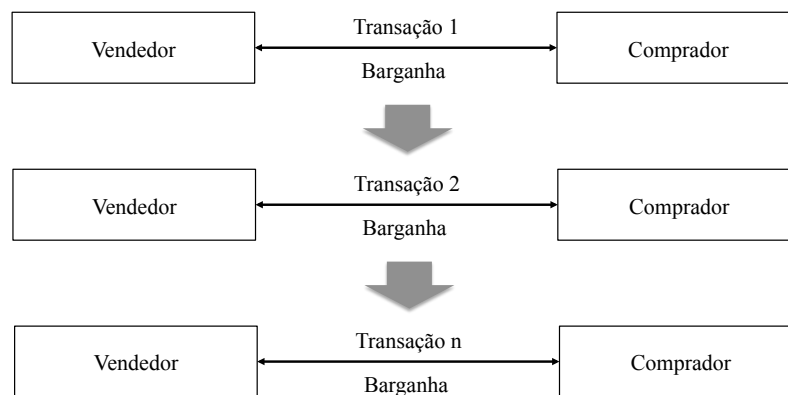 Vendedor
Transação 1
Barganha
Comprador
Vendedor
Transação 2
Barganha
Comprador
Vendedor
Transação n
Barganha
Comprador